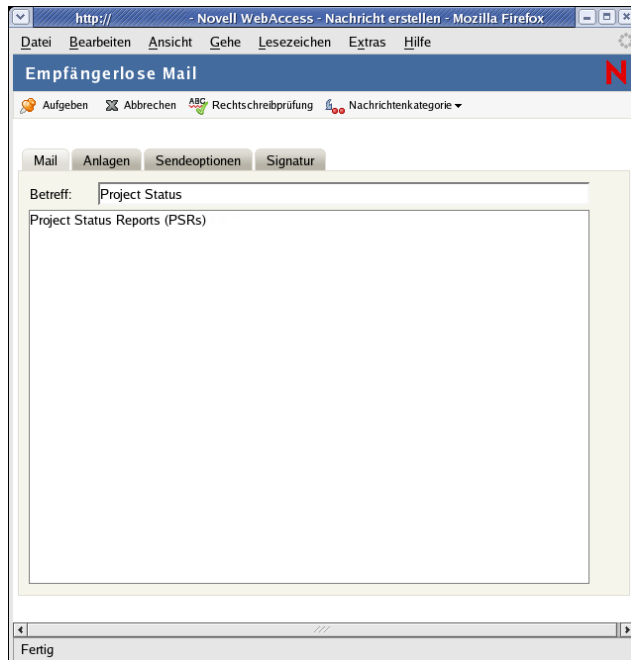 http:// - Novell WebAccess - Nachricht erstellen - Mozilla Firefox
Datei Bearbeiten Ansicht Gehe Lesezeichen Extras Hilfe
Empfängerlose Mail N
Aufgeben Abbrechen ABC Rechtschreibprüfung Nachrichtenkategorie
Mail Anlagen Sendeoptionen Signatur
Betreff: Project Status
Project Status Reports (PSRs)
Fertig